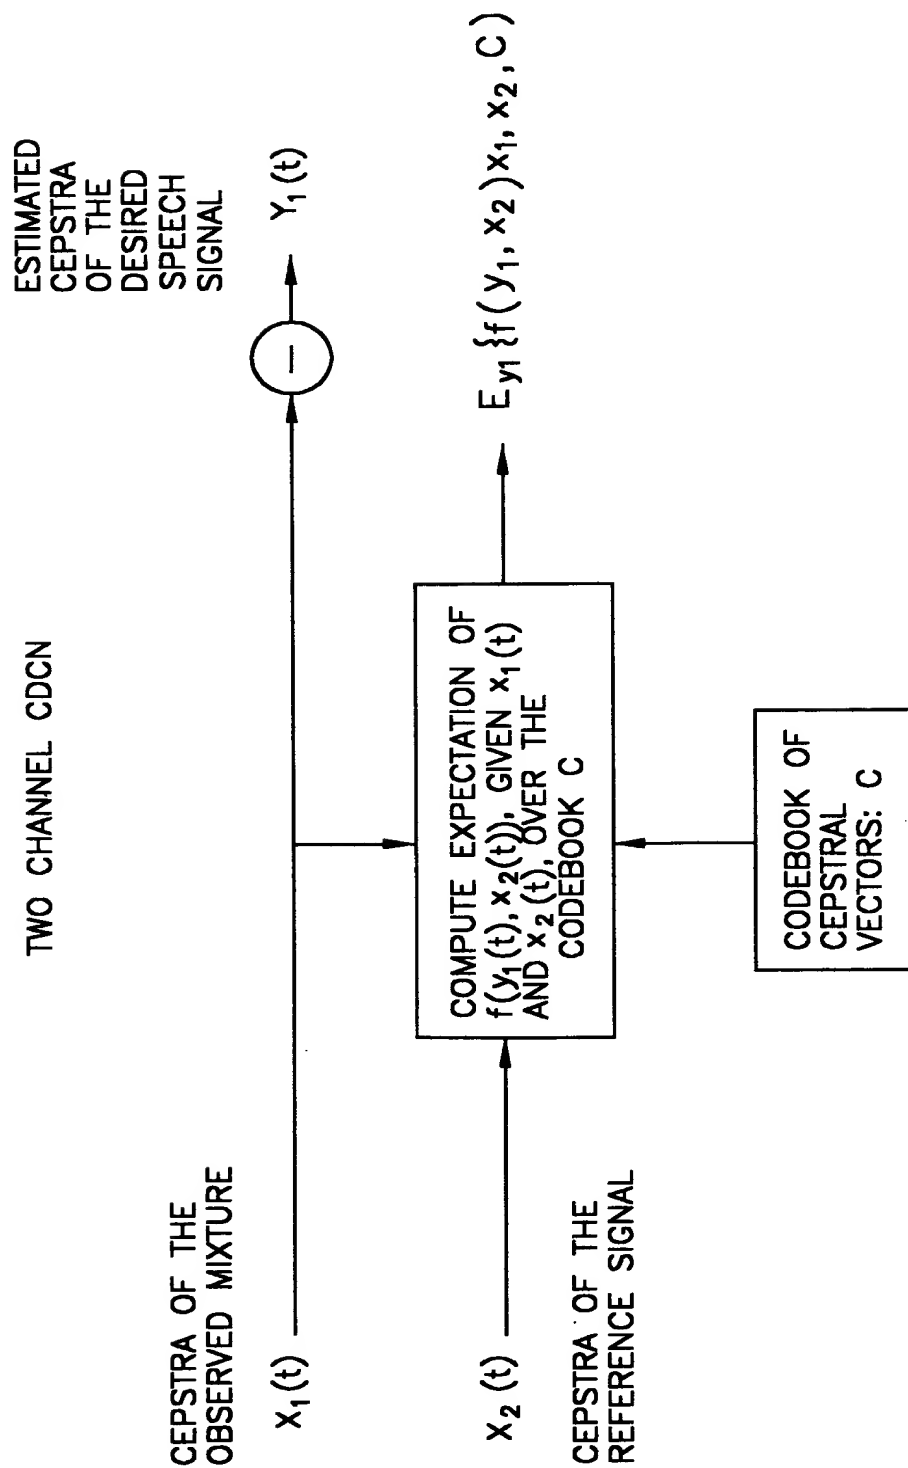 TWO CHANNEL CDCN
CEPSTRA OF THE
OBSERVED MIXTURE
X₁(t)
ESTIMATED
CEPSTRA
OF THE
DESIRED
SPEECH
SIGNAL
−
Y₁(t)
COMPUTE EXPECTATION OF
f(y₁(t), x₂(t)), GIVEN x₁(t)
AND x₂(t), OVER THE
CODEBOOK C
X₂(t)
E y1 {f(y₁, x₂)x₁, x₂, C)
CEPSTRA OF THE
REFERENCE SIGNAL
CODEBOOK OF
CEPSTRAL
VECTORS: C